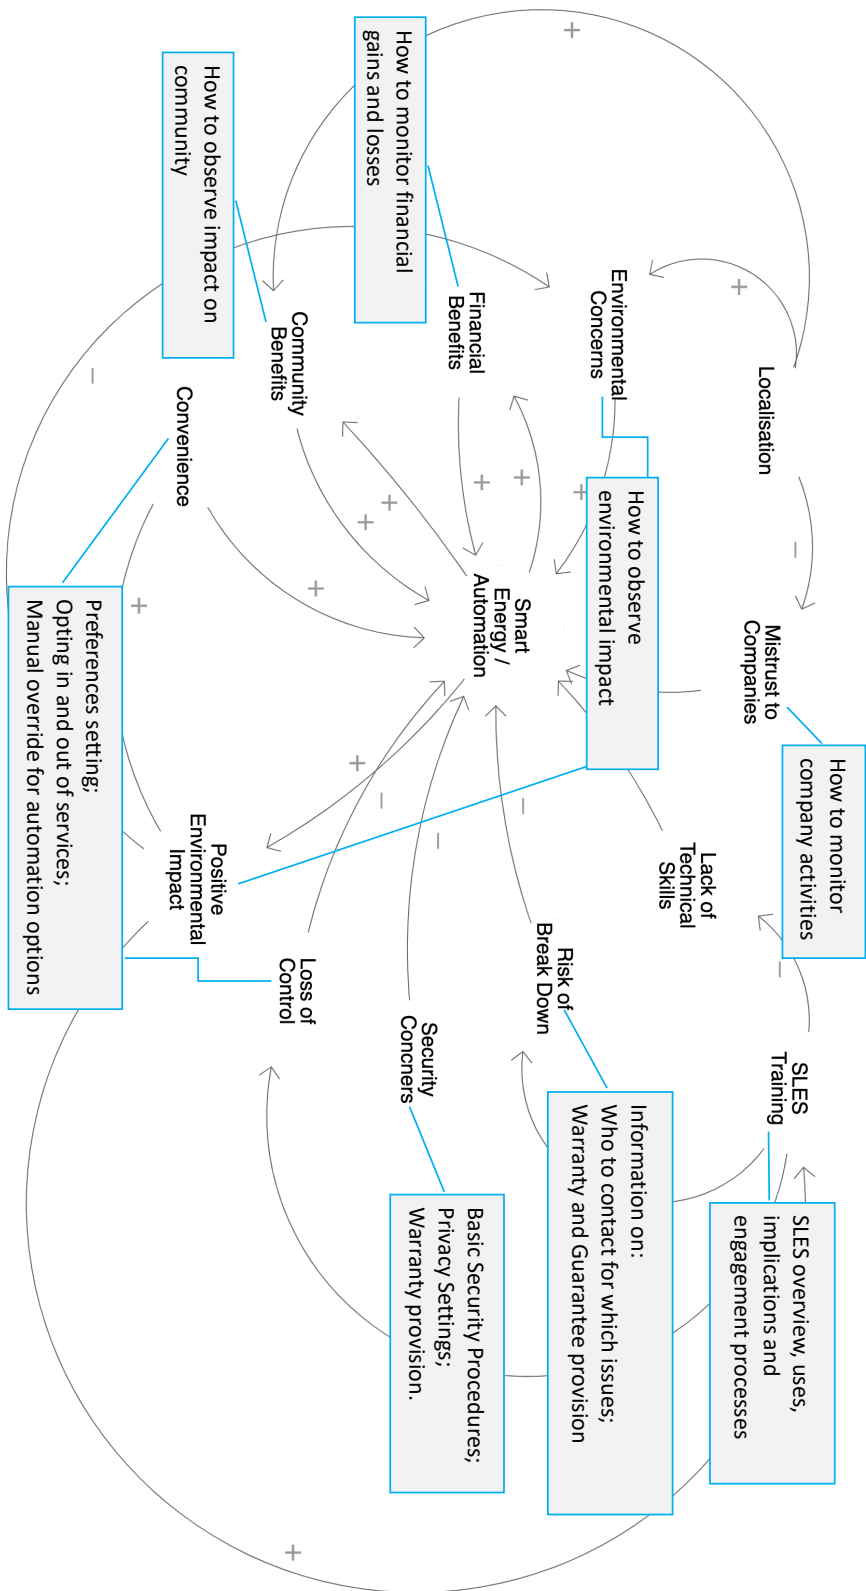 How to monitor
company activities
SLES overview, uses,
implications and
engagement processes
Localisation
−
Mistrust to
Companies
−
SLES
Training
+
Lack of
Technical
Skills
How to observe
environmental impact
Information on:
Who to contact for which issues;
Warranty and Guarantee provision
Environmental
Concerns
+
+
Risk of
Break Down
+
−
Smart
Energy /
Automation
+
Financial
Benefits
Basic Security Procedures;
Privacy Settings;
Warranty provision.
−
Security
Concners
How to monitor financial
gains and losses
+
+
+
−
+
+
Community
Benefits
Loss of
Control
+
How to observe impact on
community
Positive
Environmental
Impact
Convenience
+
−
Preferences setting;
Opting in and out of services;
Manual override for automation options